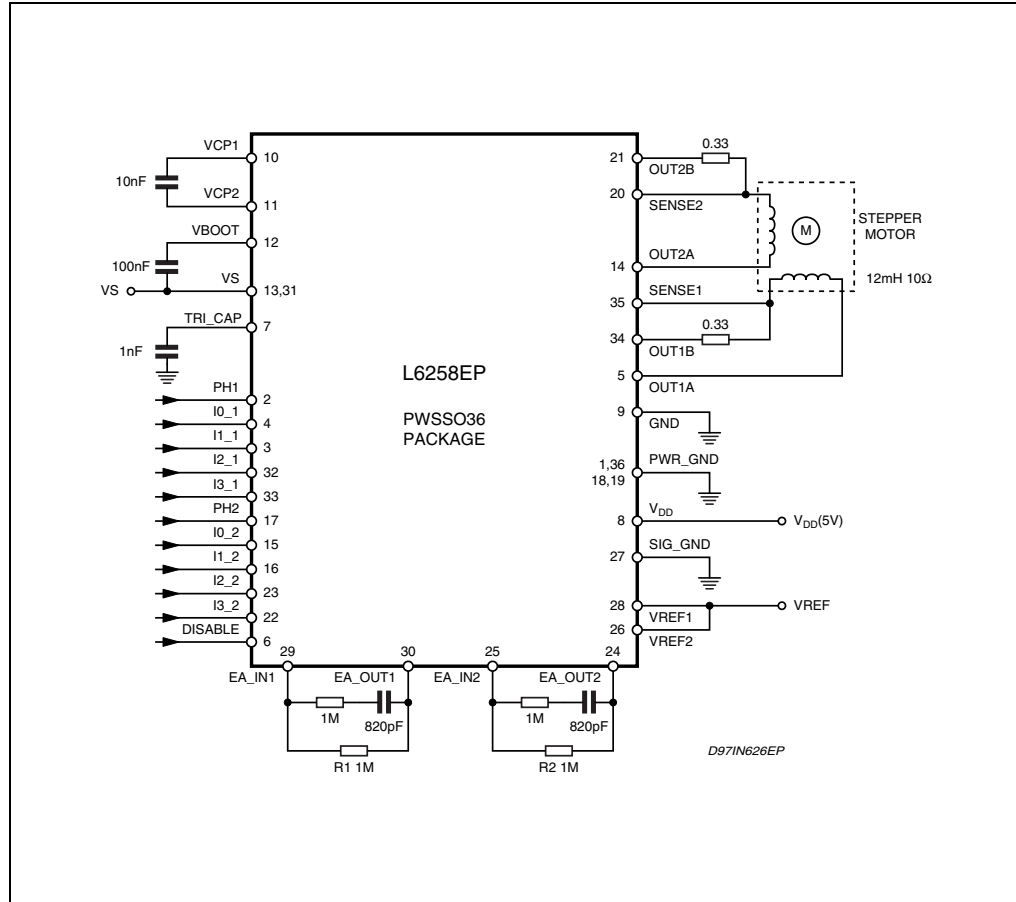 VCP1
10
10nF
VCP2
11
VBOOT
12
100nF
VS
VS
13,31
TRI_CAP
7
1nF
PH1
2
I0_1
4
I1_1
3
I2_1
32
I3_1
33
PH2
17
I0_2
15
I1_2
16
I2_2
23
I3_2
22
DISABLE
6
L6258EP
PWSSO36
PACKAGE
21
0.33
OUT2B
20
SENSE2
M
STEPPER
MOTOR
14
OUT2A
12mH 10Ω
35
SENSE1
34
0.33
OUT1B
5
OUT1A
9
GND
1,36
18,19
PWR_GND
8
VDD
VDD(5V)
27
SIG_GND
28
VREF1
VREF
26
VREF2
29
30
25
24
EA_IN1
EA_OUT1
EA_IN2
EA_OUT2
1M
820pF
1M
820pF
R1 1M
R2 1M
D97IN626EP